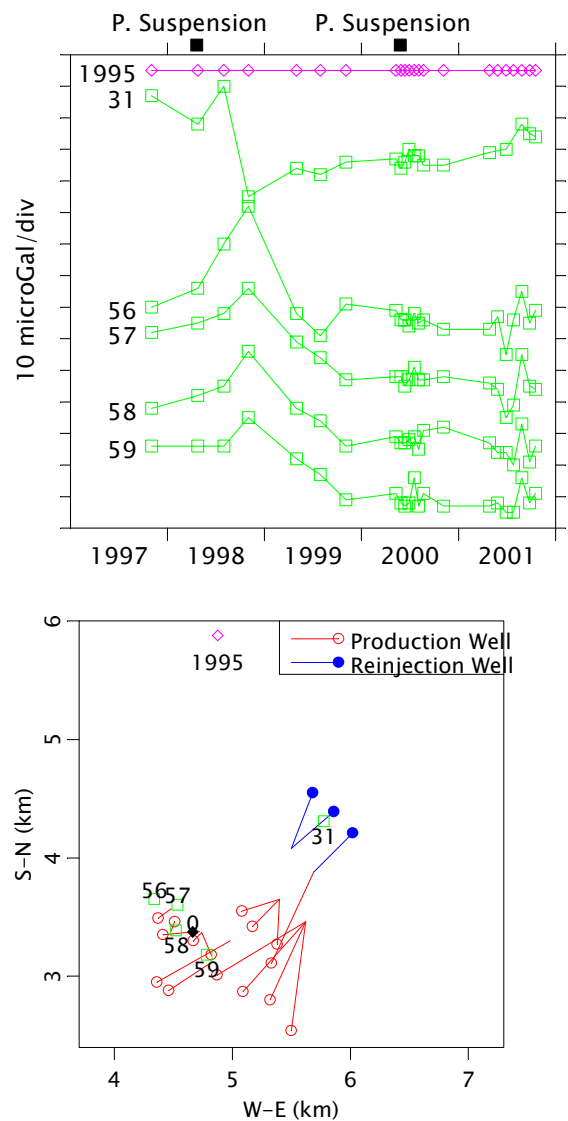 P. Suspension P. Suspension
1995
31
56
57
58
59
10 microGal/div
1997 1998 1999 2000 2001
6
5
4
3
S−N (km)
Production Well
Reinjection Well
1995
31
56
57
0
58
59
4 5 6 7
W−E (km)